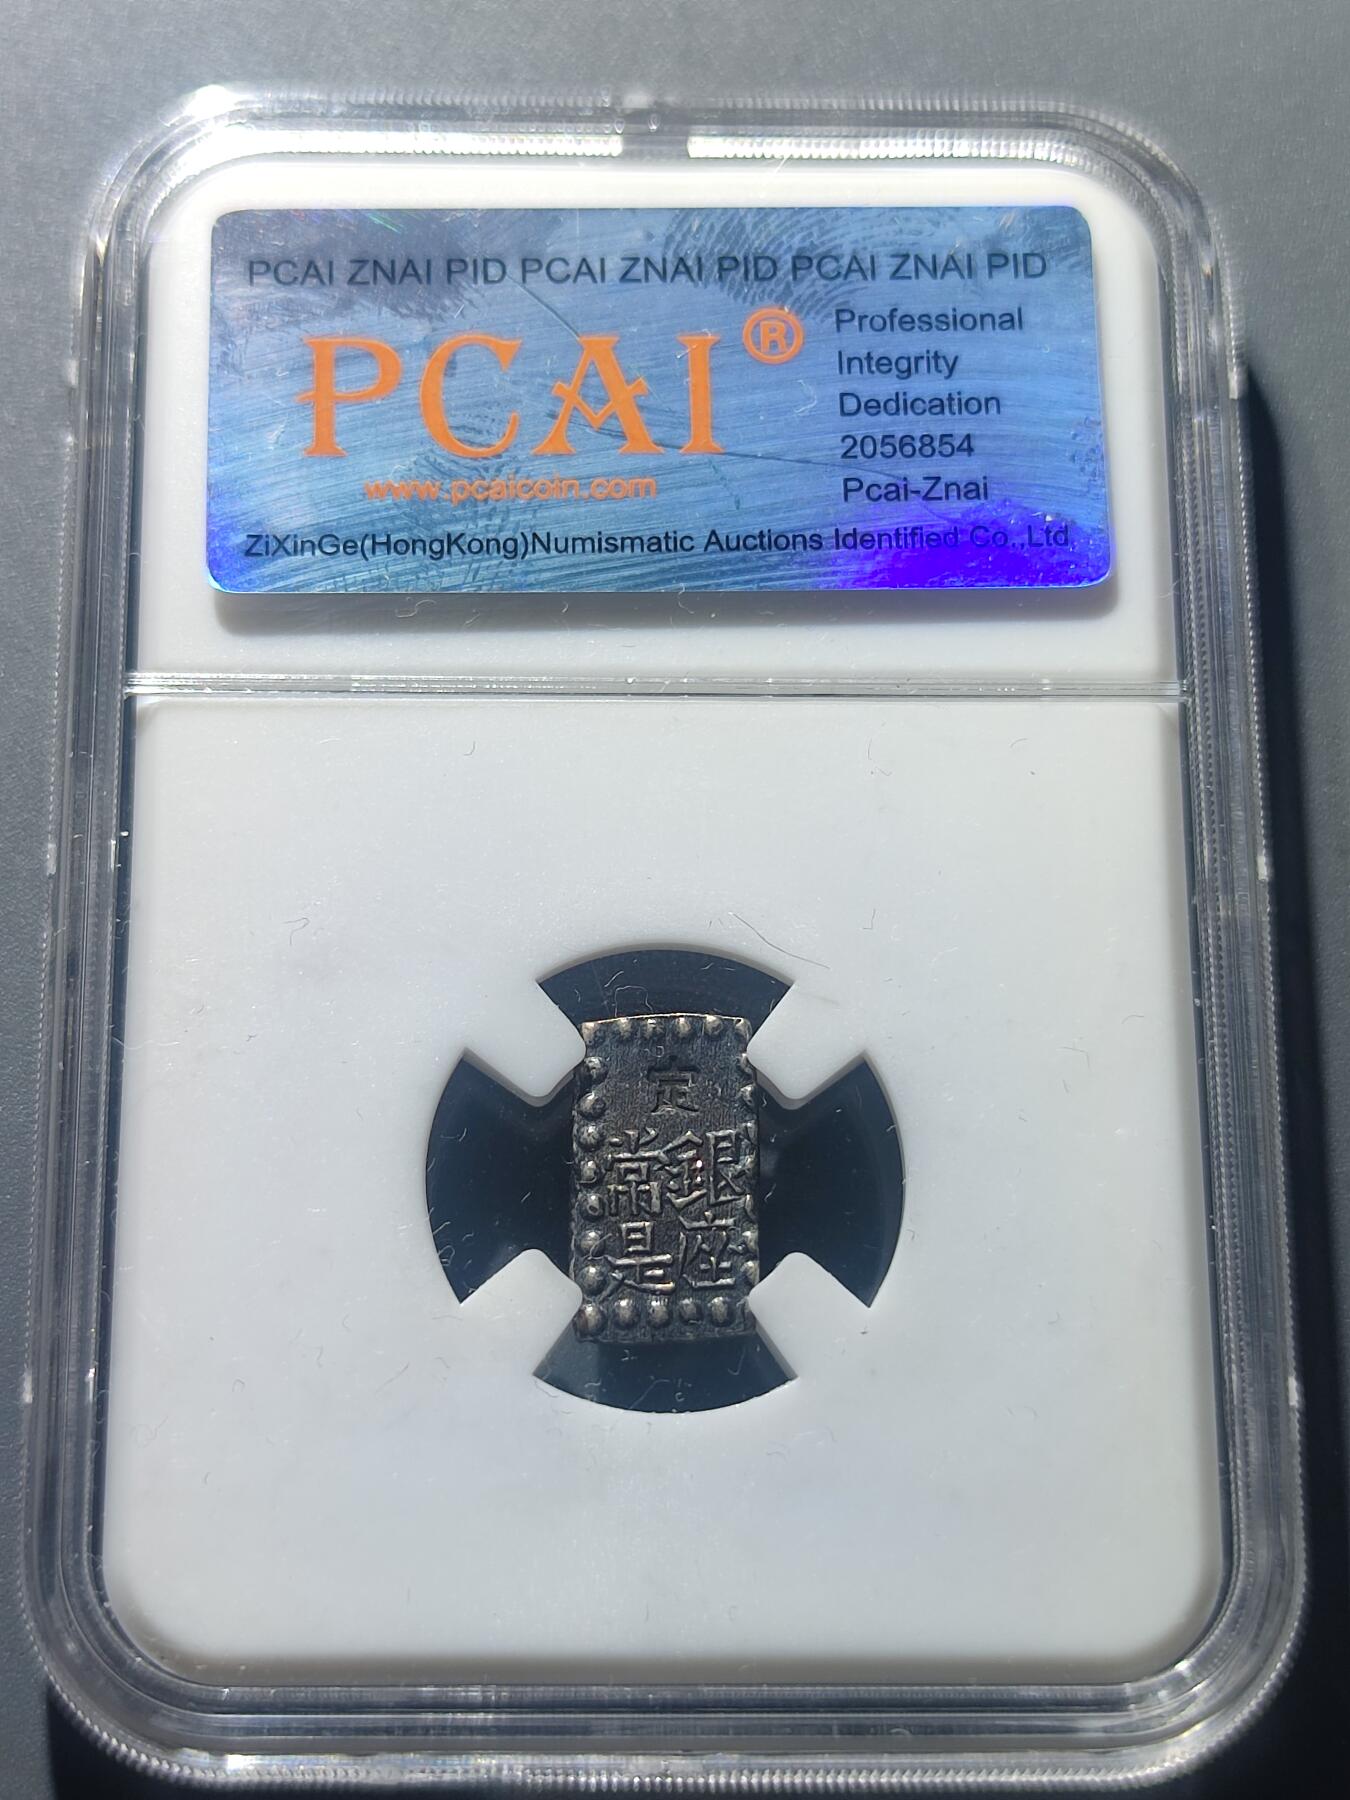 PCAI ZNAI PID PCAI ZNAI PID PCAI ZNAI PID
PCAI®
www.pcaicoin.com
Professional
Integrity
Dedication
2056854
Pcai-Znai
ZiXinGe(HongKong)Numismatic Auctions Identified Co.,Ltd
定
銀座
常是